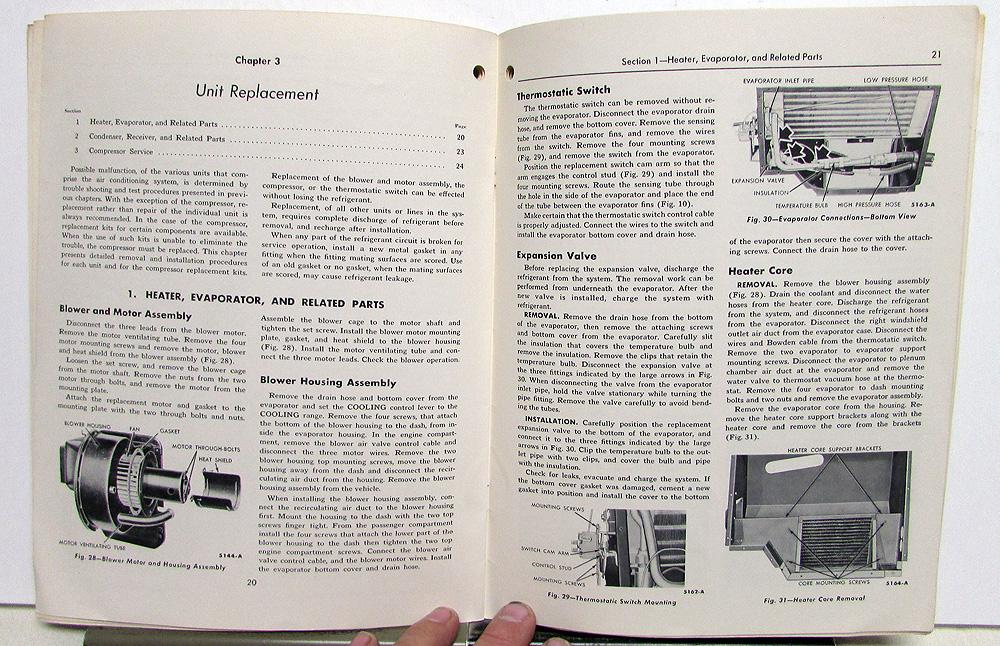 Chapter 3
Unit Replacement
Section
Page
1 Heater, Evaporator, and Related Parts 20
2 Condenser, Receiver, and Related Parts 23
3 Compressor Service 24
Possible malfunction, of the various units that com-
prise the air conditioning system, is determined by
trouble shooting and test procedures presented in previ-
ous chapters. With the exception of the compressor, re-
placement rather than repair of the individual unit is
always recommended. In the case of the compressor,
replacement kits for certain components are available.
When the use of such kits is unable to eliminate the
trouble, the compressor must be replaced. This chapter
presents detailed removal and installation procedures
for each unit and for the compressor replacement kits.
Replacement of the blower and motor assembly, the
compressor, or the thermostatic switch can be effected
without losing the refrigerant.
Replacement, of all other units or lines in the sys-
tem, requires complete discharge of refrigerant before
removal, and recharge after installation.
When any part of the refrigerant circuit is broken for
service operation, install a new metal gasket in any
fitting when the fitting mating surfaces are scored. Use
of an old gasket or no gasket, when the mating surfaces
are scored, may cause refrigerant leakage.
1. HEATER, EVAPORATOR, AND RELATED PARTS
Blower and Motor Assembly
Disconnect the three leads from the blower motor.
Remove the motor ventilating tube. Remove the four
motor mounting screws and remove the motor, blower
and heat shield from the blower assembly (Fig. 28).
Loosen the set screw, and remove the blower cage
from the motor shaft. Remove the nuts from the two
motor through bolts, and remove the motor from the
mounting plate.
Attach the replacement motor and gasket to the
mounting plate with the two through bolts and nuts.
BLOWER HOUSING
FAN
GASKET
MOTOR THROUGH-BOLTS
HEAT SHIELD
MOTOR VENTILATING TUBE
5144-A
Fig. 28—Blower Motor and Housing Assembly
Assemble the blower cage to the motor shaft and
tighten the set screw. Install the blower motor mounting
plate, gasket, and heat shield to the blower housing
(Fig. 28). Install the motor ventilating tube and con-
nect the three motor leads. Check the blower operation.
Blower Housing Assembly
Remove the drain hose and bottom cover from the
evaporator and set the COOLING control lever to the
COOLING range. Remove the four screws, that attach
the bottom of the blower housing to the dash, from in-
side the evaporator housing. In the engine compart-
ment, remove the blower air valve control cable and
disconnect the three motor wires. Remove the two
blower housing top mounting screws, move the blower
housing away from the dash and disconnect the recir-
culating air duct from the housing. Remove the blower
housing assembly from the vehicle.
When installing the blower housing assembly, con-
nect the recirculating air duct to the blower housing
first. Mount the housing to the dash with the two top
screws finger tight. From the passenger compartment
install the four screws that attach the lower part of the
blower housing to the dash then tighten the two top
engine compartment screws. Connect the blower air
valve control cable, and the blower motor wires. Install
the evaporator bottom cover and drain hose.
20
Section 1—Heater, Evaporator, and Related Parts
21
Thermostatic Switch
The thermostatic switch can be removed without re-
moving the evaporator. Disconnect the evaporator drain
hose, and remove the bottom cover. Remove the sensing
tube from the evaporator fins, and remove the wires
from the switch. Remove the four mounting screws
(Fig. 29), and remove the switch from the evaporator.
Position the replacement switch cam arm so that the
arm engages the control stud (Fig. 29) and install the
four mounting screws. Route the sensing tube through
the hole in the side of the evaporator and place the end
of the tube between the evaporator fins (Fig. 10).
Make certain that the thermostatic switch control cable
is properly adjusted. Connect the wires to the switch and
install the evaporator bottom cover and drain hose.
Expansion Valve
Before replacing the expansion valve, discharge the
refrigerant from the system. The removal work can be
performed from underneath the evaporator. After the
new valve is installed, charge the system with
refrigerant.
REMOVAL. Remove the drain hose from the bottom
of the evaporator, then remove the attaching screws
and bottom cover from the evaporator. Carefully slit
the insulation that covers the temperature bulb and
remove the insulation. Remove the clips that retain the
temperature bulb. Disconnect the expansion valve at
the three fittings indicated by the large arrows in Fig.
30. When disconnecting the valve from the evaporator
inlet pipe, hold the valve stationary while turning the
pipe fitting. Remove the valve carefully to avoid bend-
ing the tubes.
INSTALLATION. Carefully position the replacement
expansion valve to the bottom of the evaporator, and
connect it to the three fittings indicated by the large
arrows in Fig. 30. Clip the temperature bulb to the out-
let pipe with two clips, and cover the bulb and pipe
with the insulation.
Check for leaks, evacuate and charge the system. If
the bottom cover gasket was damaged, cement a new
gasket into position and install the cover to the bottom
MOUNTING SCREWS
SWITCH CAM ARM
CONTROL STUD
MOUNTING SCREWS
5162-A
Fig. 29—Thermostatic Switch Mounting
EVAPORATOR INLET PIPE
LOW PRESSURE HOSE
EXPANSION VALVE
INSULATION
TEMPERATURE BULB
HIGH PRESSURE HOSE
5163-A
Fig. 30—Evaporator Connections—Bottom View
of the evaporator then secure the cover with the attach-
ing screws. Connect the drain hose to the cover.
Heater Core
REMOVAL. Remove the blower housing assembly
(Fig. 28). Drain the coolant and disconnect the water
hoses from the heater core. Discharge the refrigerant
from the system, and disconnect the refrigerant hoses
from the evaporator. Disconnect the right windshield
outlet air duct from the evaporator case. Disconnect the
wires and Bowden cable from the thermostatic switch.
Remove the two evaporator to evaporator support
mounting screws. Disconnect the evaporator to plenum
chamber air duct at the evaporator and remove the
water valve to thermostat vacuum hose at the thermo-
stat. Remove the four evaporator to dash mounting
bolts and two nuts and remove the evaporator assembly.
Remove the evaporator core from the housing. Re-
move the heater core support brackets along with the
heater core and remove the core from the brackets
(Fig. 31).
HEATER CORE SUPPORT BRACKETS
CORE MOUNTING SCREWS
5164-A
Fig. 31—Heater Core Removal